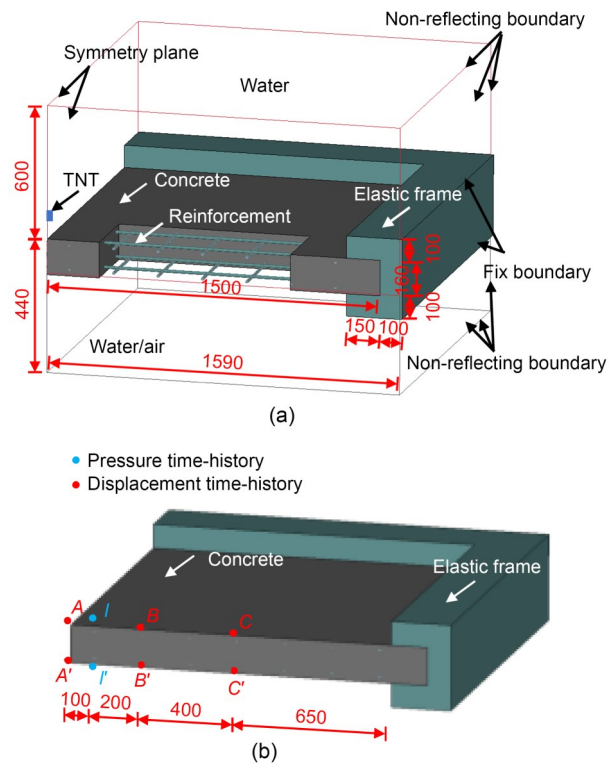 Non-reflecting boundary
Symmetry plane
Water
600
TNT
Concrete
Elastic frame
Reinforcement
100
160
Fix boundary
440
1500
100
150 100
Water/air
1590
Non-reflecting boundary
(a)
Pressure time-history
Displacement time-history
Concrete
Elastic frame
A
I
B
C
A'
I'
B'
C'
100
200
400
650
(b)